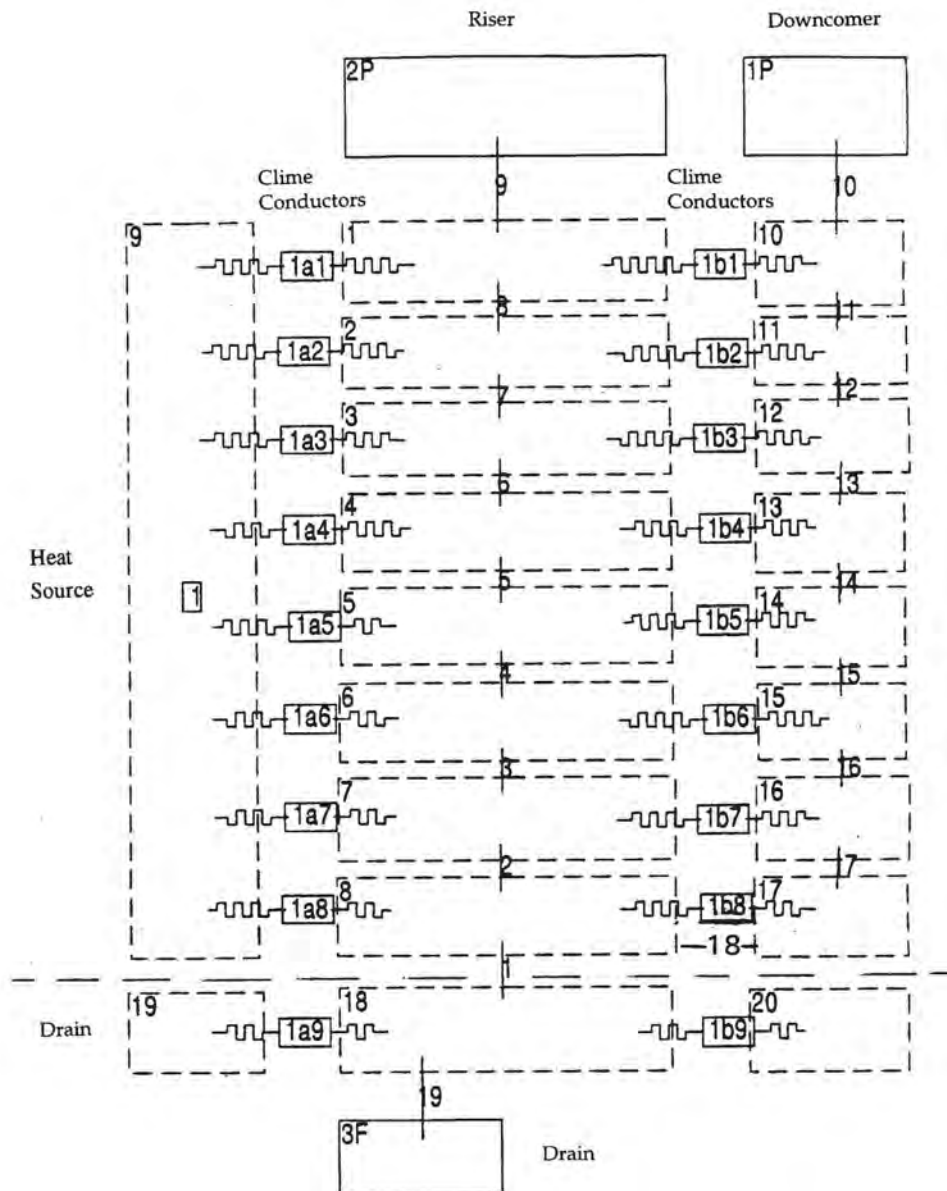 Riser Downcomer
2P 1P
Clime
Conductors
9
Clime
Conductors
10
9 1 10
1a1 1b1
8 11
2 11
1a2 1b2
7 12
3 12
1a3 1b3
6 13
4 13
1a4 1b4
Heat
Source
5 14
1 5 14
1a5 1b5
4 15
6 15
1a6 1b6
3 16
7 16
1a7 1b7
2 17
8 17
1a8 1b8
18
1
19 18 20
Drain 1a9 1b9
19
3F Drain